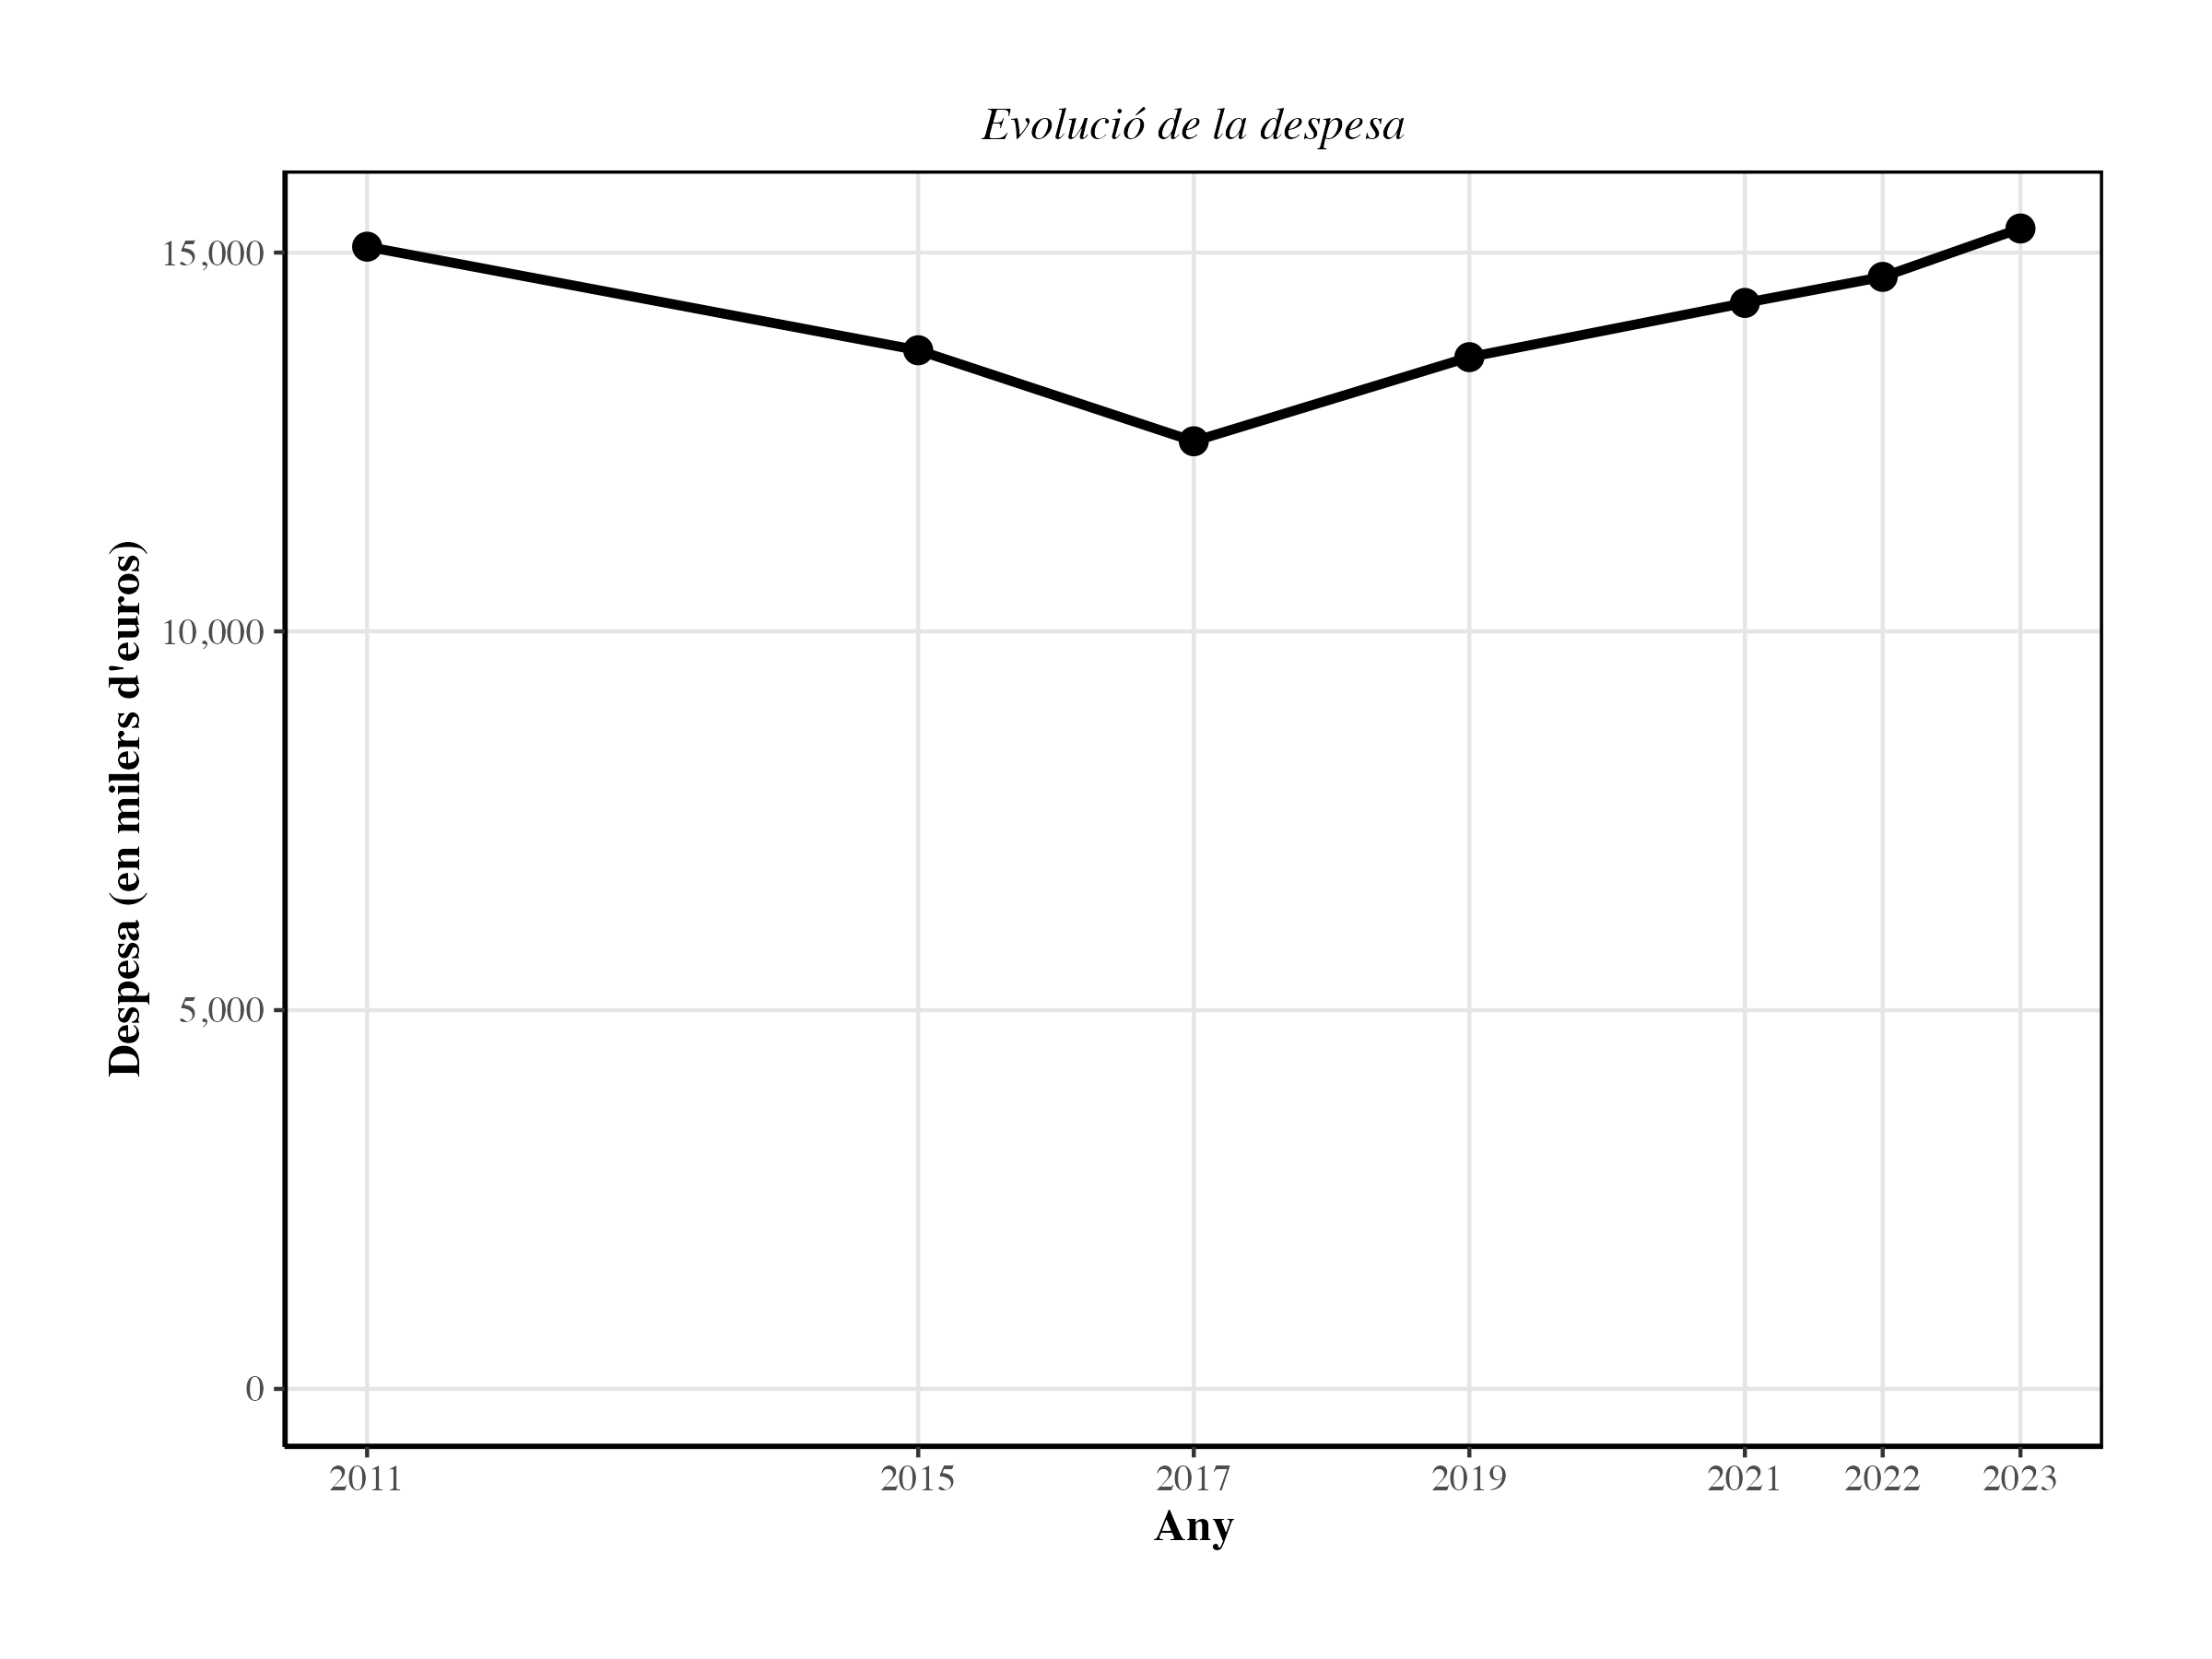 Evolució de la despesa
Despesa (en milers d'euros)
15,000
10,000
5,000
0
2011 2015 2017 2019 2021 2022 2023
Any